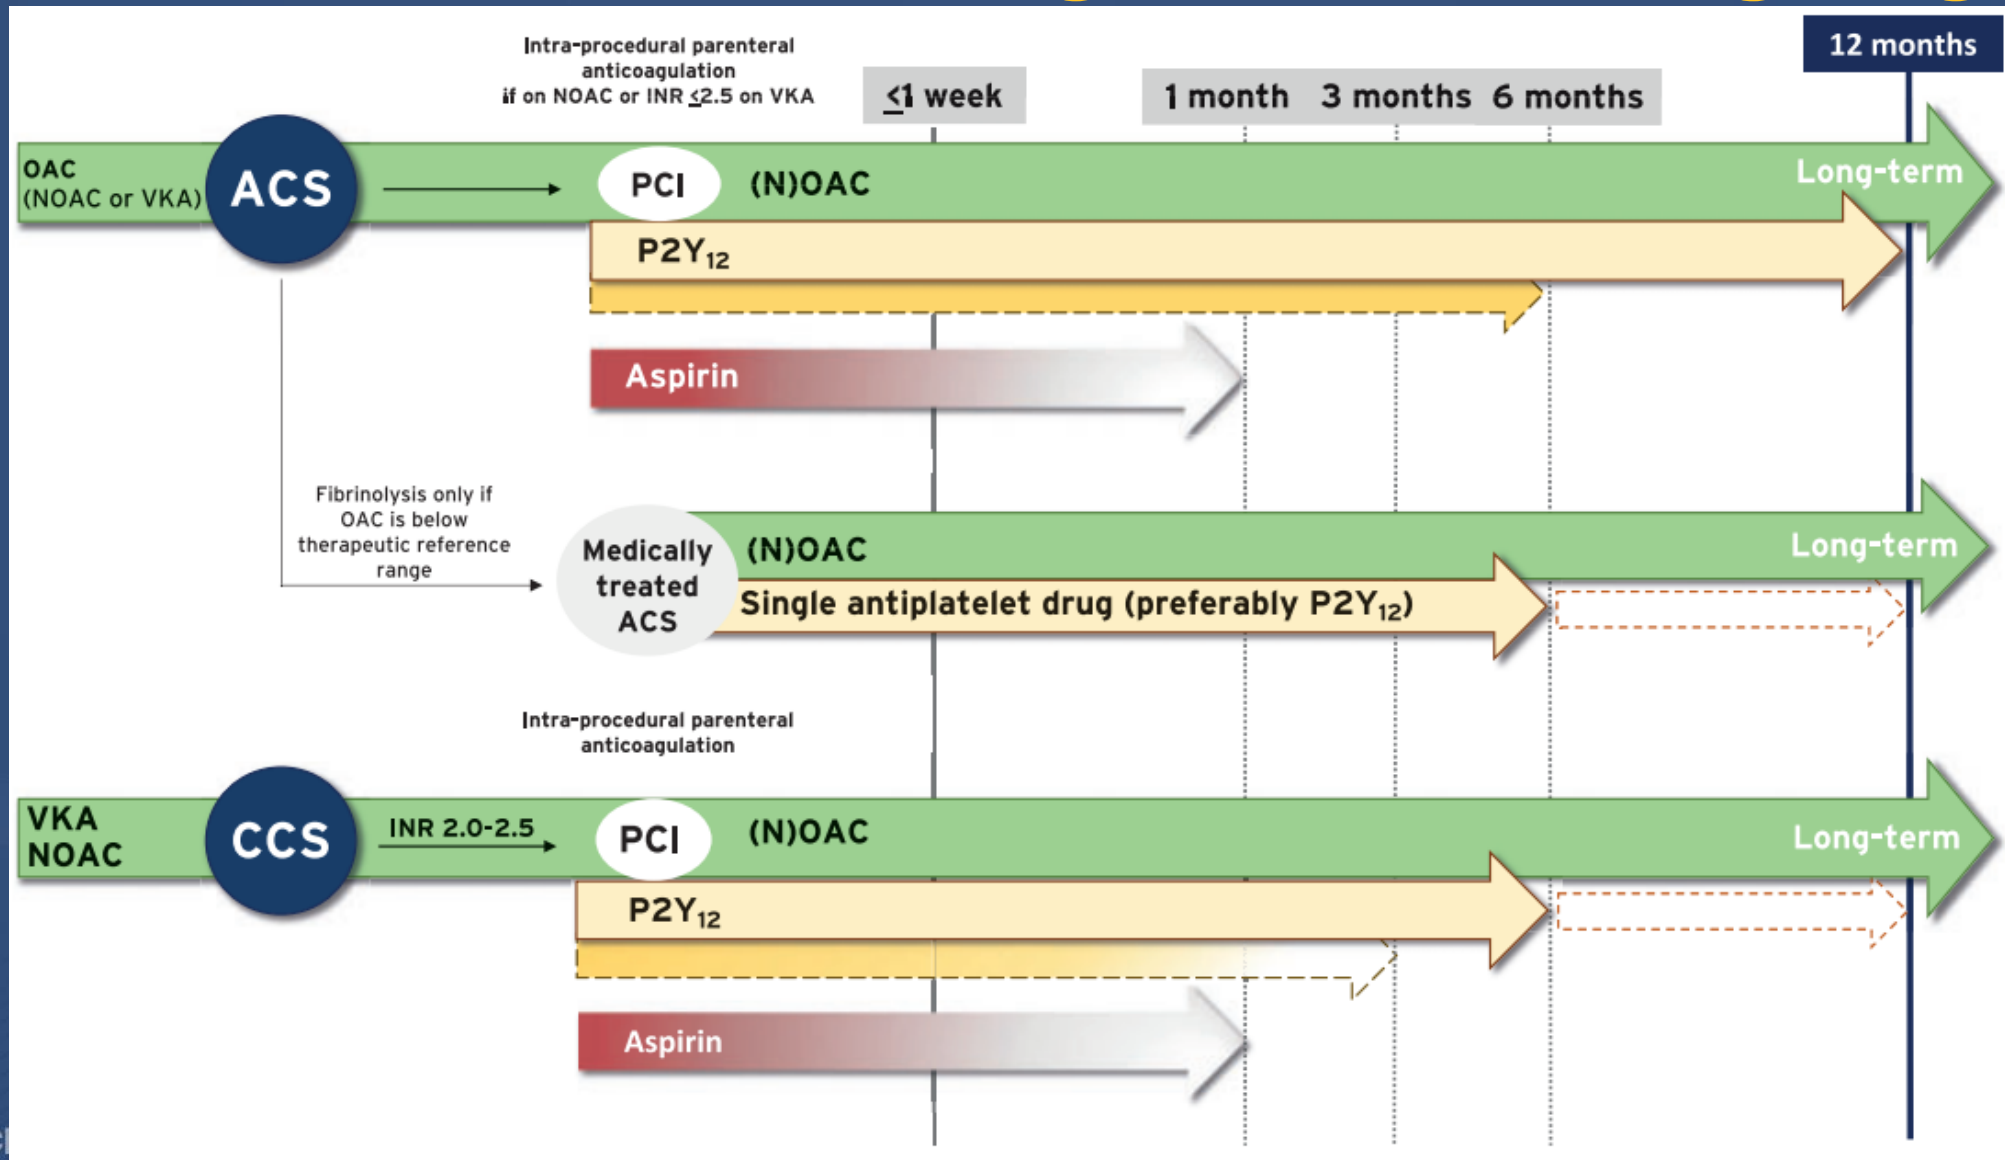 Intra-procedural parenteral
anticoagulation
if on NOAC or INR ≤2.5 on VKA
≤1 week
1 month
3 months
6 months
12 months
OAC
(NOAC or VKA)
ACS
PCI
(N)OAC
Long-term
P2Y₁₂
Aspirin
Fibrinolysis only if
OAC is below
therapeutic reference
range
Medically
treated
ACS
(N)OAC
Long-term
Single antiplatelet drug (preferably P2Y₁₂)
Intra-procedural parenteral
anticoagulation
VKA
NOAC
CCS
INR 2.0-2.5
PCI
(N)OAC
Long-term
P2Y₁₂
Aspirin